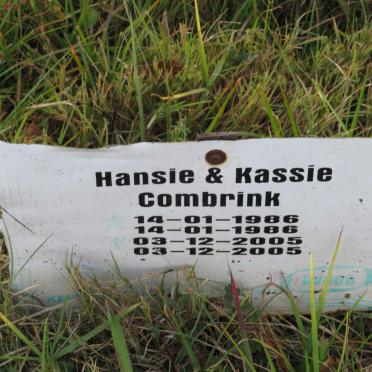 Hansie & Kassie
Combrink
14-01-1986
14-01-1986
03-12-2005
03-12-2005